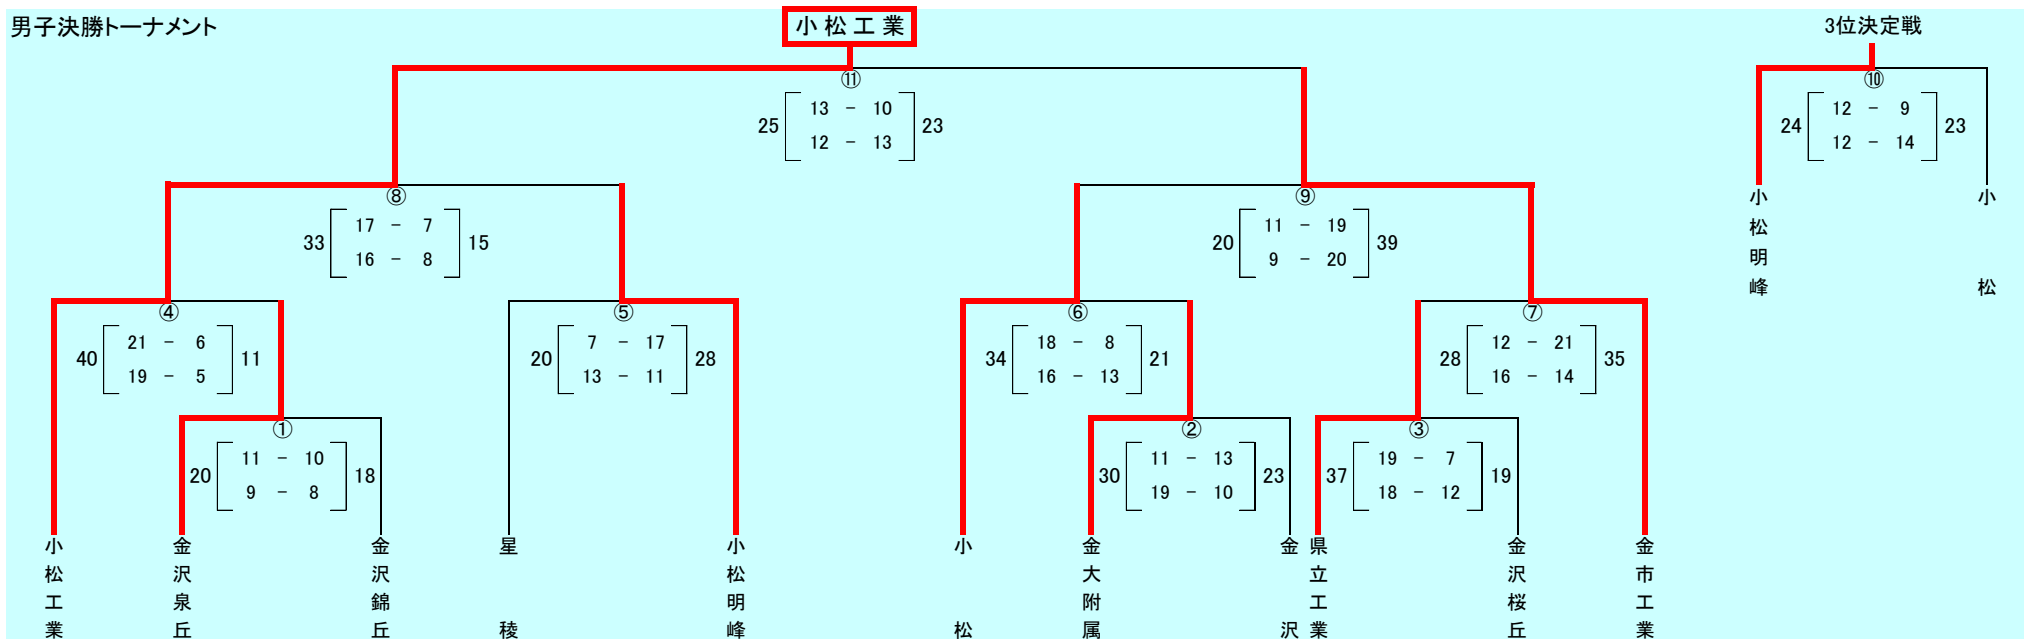 男子決勝トーナメント
小松工業
3位決定戦
⑪
25 13 - 10 23
12 - 13
⑩
24 12 - 9 23
12 - 14
小松明峰
小松
⑧
33 17 - 7 15
16 - 8
⑨
20 11 - 19 39
9 - 20
④
40 21 - 6 11
19 - 5
⑤
20 7 - 17 28
13 - 11
⑥
34 18 - 8 21
16 - 13
⑦
28 12 - 21 35
16 - 14
①
20 11 - 10 18
9 - 8
②
30 11 - 13 23
19 - 10
③
37 19 - 7 19
18 - 12
小松工業
金沢泉丘
金沢錦丘
星稜
小松明峰
小松
金大附属
金沢
県立工業
金沢桜丘
金市工業